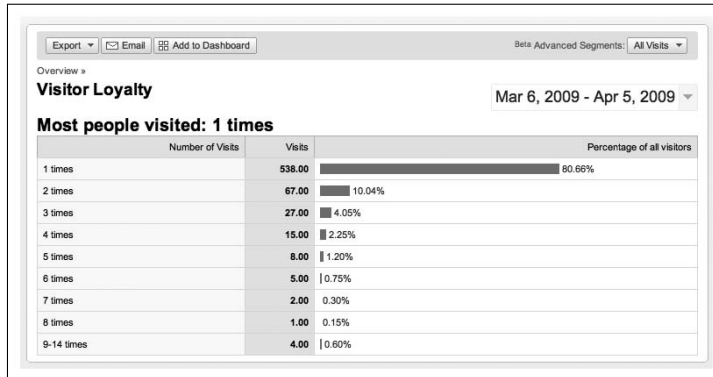 Export Email Add to Dashboard Beta Advanced Segments: All Visits
Overview »
Visitor Loyalty
Mar 6, 2009 - Apr 5, 2009
Most people visited: 1 times
Number of Visits Visits Percentage of all visitors
1 times 538.00 80.66%
2 times 67.00 10.04%
3 times 27.00 4.05%
4 times 15.00 2.25%
5 times 8.00 1.20%
6 times 5.00 0.75%
7 times 2.00 0.30%
8 times 1.00 0.15%
9-14 times 4.00 0.60%